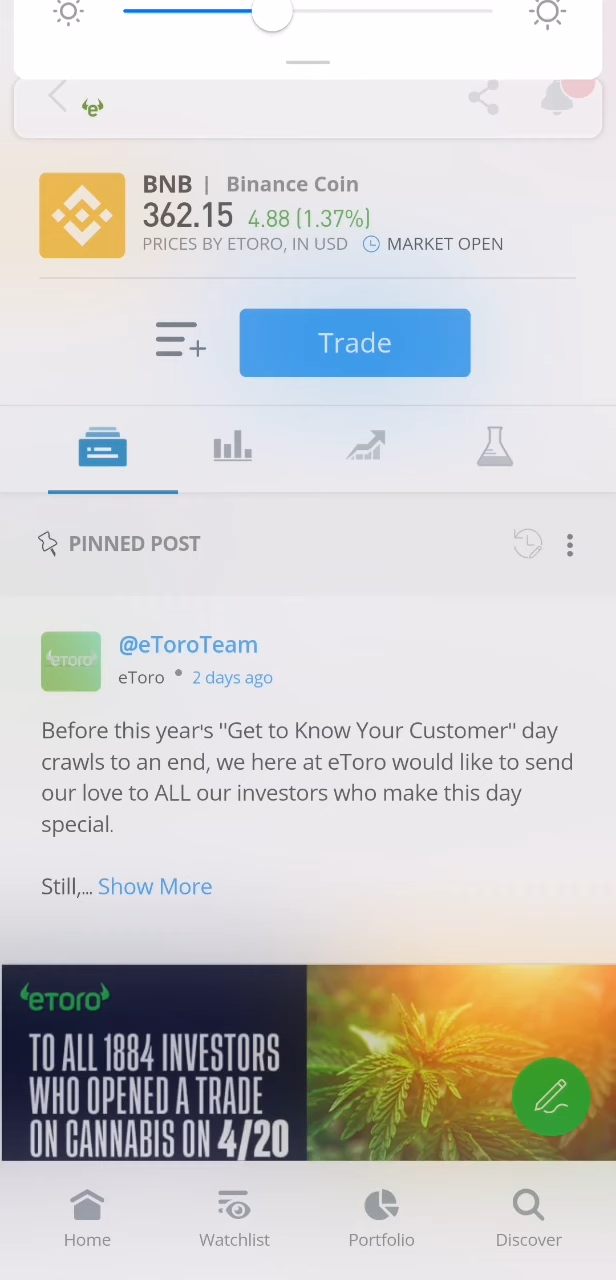 e
BNB | Binance Coin
362.15 4.88 (1.37%)
PRICES BY ETORO, IN USD MARKET OPEN
Trade
PINNED POST
eToro @eToroTeam
eToro • 2 days ago
Before this year's "Get to Know Your Customer" day
crawls to an end, we here at eToro would like to send
our love to ALL our investors who make this day
special.
Still,... Show More
eToro
TO ALL 1884 INVESTORS
WHO OPENED A TRADE
ON CANNABIS ON 4/20
Home Watchlist Portfolio Discover